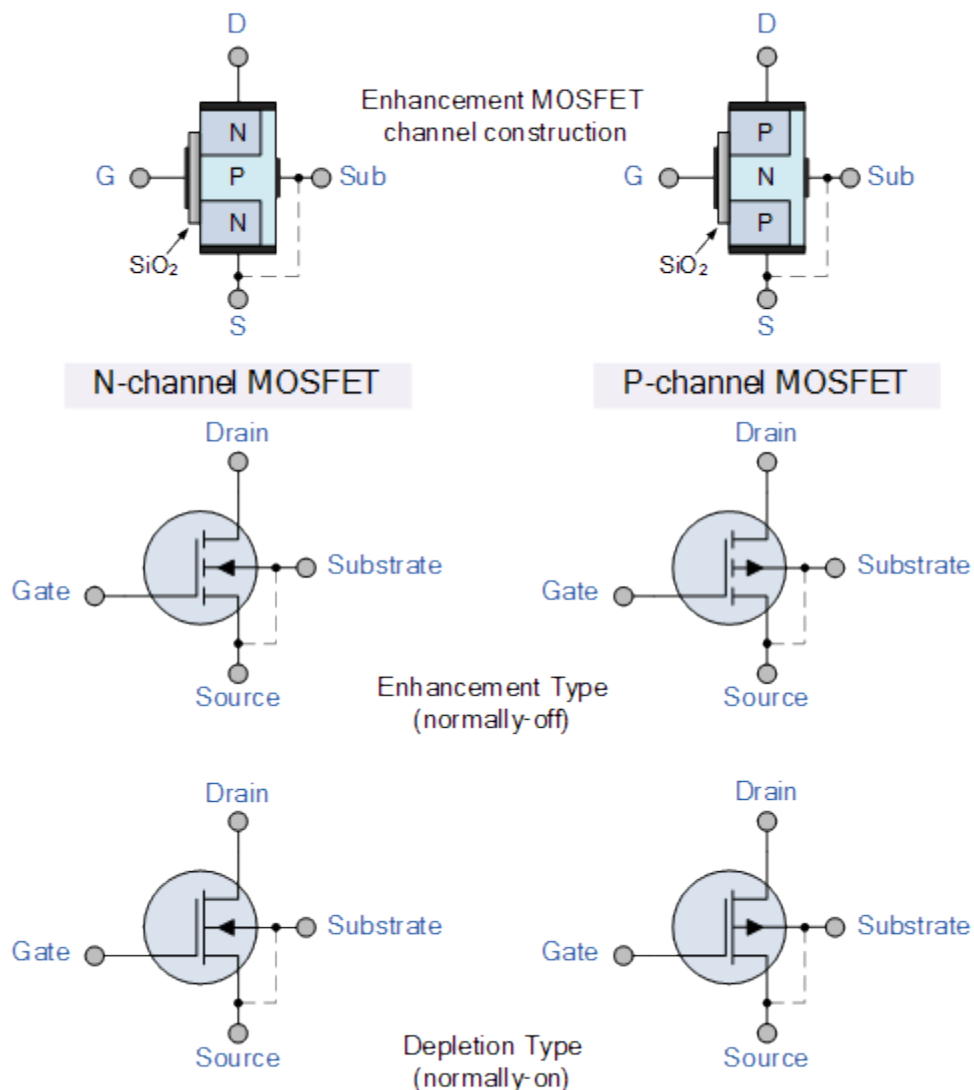 D
D
Enhancement MOSFET
channel construction
N
P
G
P
Sub
G
N
Sub
N
P
SiO₂
SiO₂
S
S
N-channel MOSFET
P-channel MOSFET
Drain
Drain
Substrate
Substrate
Gate
Gate
Source
Source
Enhancement Type
(normally-off)
Drain
Drain
Substrate
Substrate
Gate
Gate
Source
Source
Depletion Type
(normally-on)